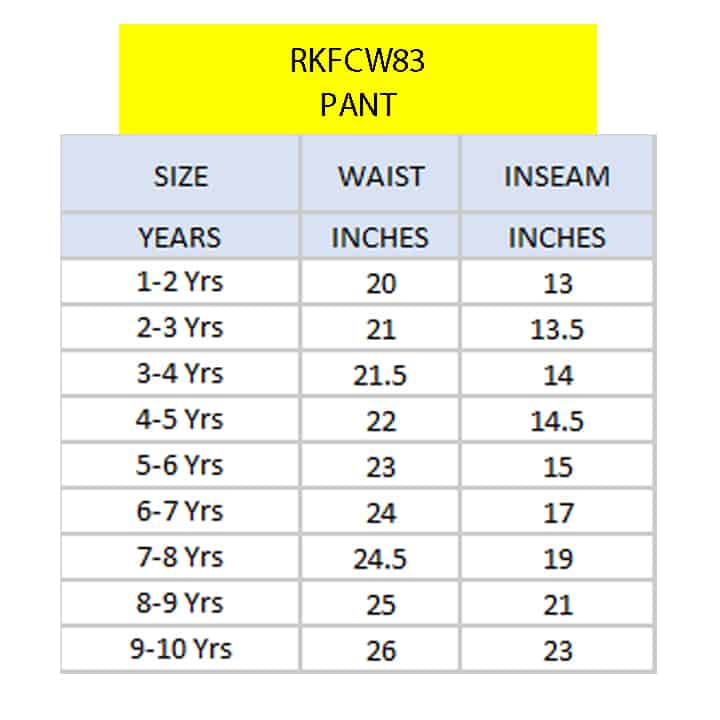 RKFCW83
PANT
SIZE WAIST INSEAM
YEARS INCHES INCHES
1-2 Yrs 20 13
2-3 Yrs 21 13.5
3-4 Yrs 21.5 14
4-5 Yrs 22 14.5
5-6 Yrs 23 15
6-7 Yrs 24 17
7-8 Yrs 24.5 19
8-9 Yrs 25 21
9-10 Yrs 26 23